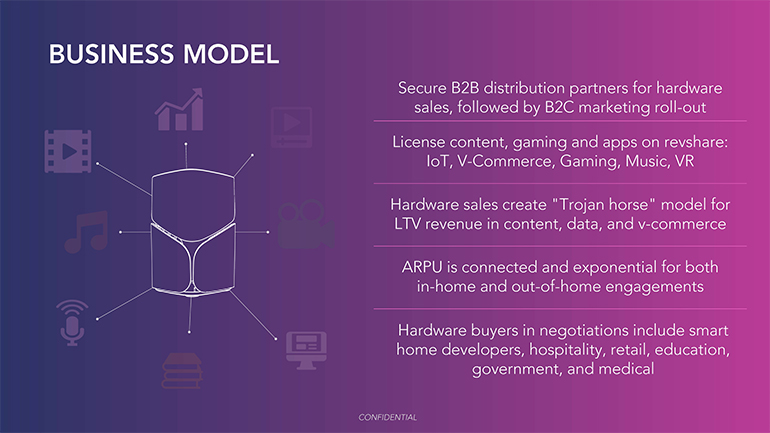 BUSINESS MODEL
Secure B2B distribution partners for hardware
sales, followed by B2C marketing roll-out
License content, gaming and apps on revshare:
IoT, V-Commerce, Gaming, Music, VR
Hardware sales create "Trojan horse" model for
LTV revenue in content, data, and v-commerce
ARPU is connected and exponential for both
in-home and out-of-home engagements
Hardware buyers in negotiations include smart
home developers, hospitality, retail, education,
government, and medical
CONFIDENTIAL